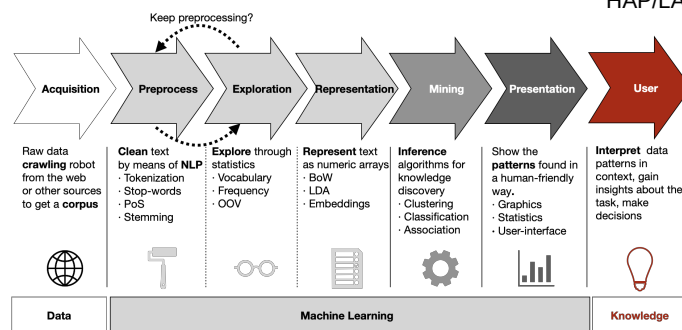 HAP/LA
Keep preprocessing?
Acquisition
Preprocess
Exploration
Representation
Mining
Presentation
User
Raw data
crawling robot
from the web
or other sources
to get a corpus
Clean text
by means of NLP
· Tokenization
· Stop-words
· PoS
· Stemming
Explore through
statistics
· Vocabulary
· Frequency
· OOV
Represent text
as numeric arrays
· BoW
· LDA
· Embeddings
Inference
algorithms for
knowledge
discovery
· Clustering
· Classification
· Association
Show the
patterns found in
a human-friendly
way.
· Graphics
· Statistics
· User-interface
Interpret data
patterns in
context, gain
insights about the
task, make
decisions
Data
Machine Learning
Knowledge